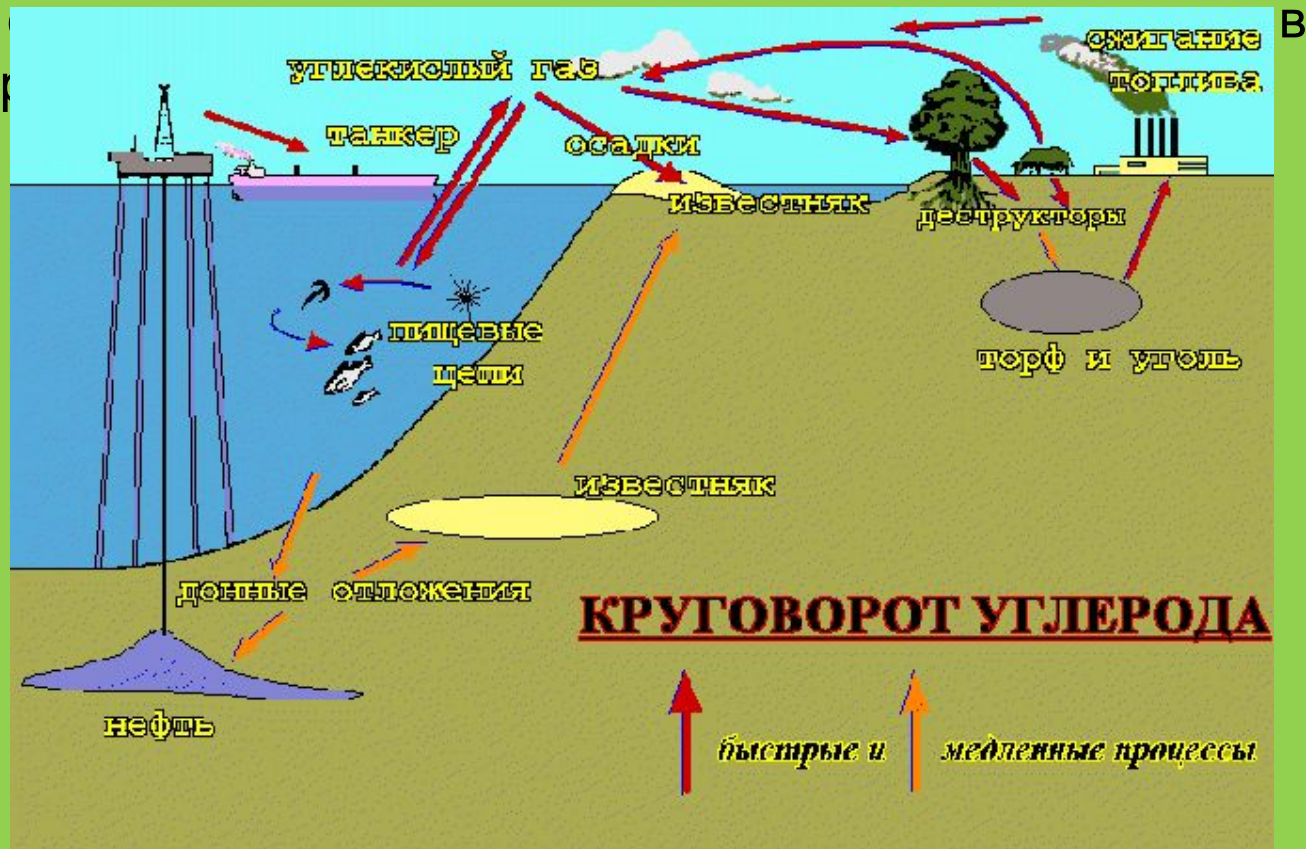 в
р
углекислый газ
сжигание
топлива
танкер
осадки
известняк
деструкторы
пищевые
цепи
торф и уголь
известняк
донные отложения
КРУГОВОРОТ УГЛЕРОДА
нефть
быстрые и
медленные процессы